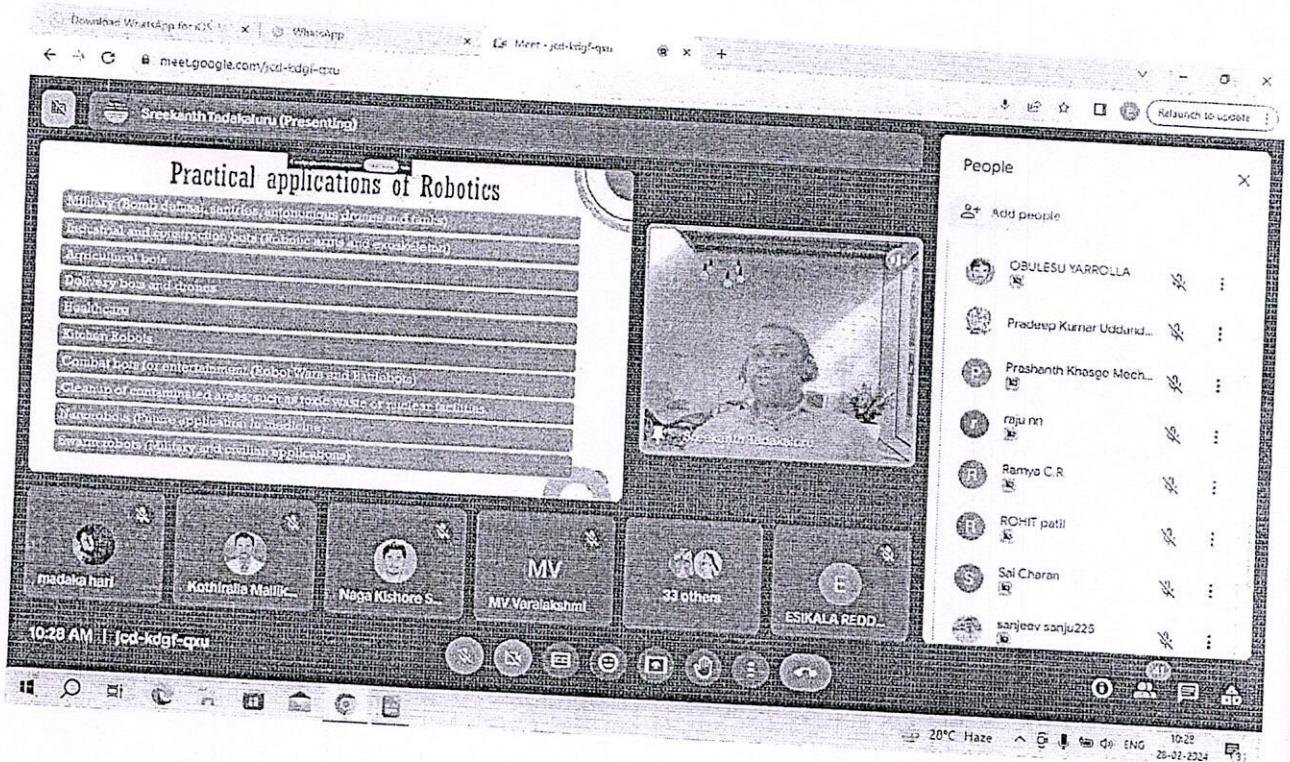 Download WhatsApp for iOS
WhatsApp
Meet - jcd-kdgf-qxu
meet.google.com/jcd-kdgf-qxu
Relaunch to update
Sreekanth Tadakaluru (Presenting)
Practical applications of Robotics
Military (Bomb defusal, sentries, autonomous drones and tanks)
Industrial and construction bots (Robotic arms and exoskeleton)
Agricultural bots
Delivery bots and drones
Healthcare
Kitchen Robots
Combat bots for entertainment (Robot Wars and Battlebots)
Cleanup of contaminated areas, such as toxic waste or nuclear facilities.
Nanorobots (Future application in medicine)
Swarm robots (Military and civilian applications)
Sreekanth Tadakaluru
People
Add people
OBULESU YARROLLA
Pradeep Kumar Uddand...
P
Prashanth Khasge Mech...
r
raju nn
R
Ramya C.R
R
ROHIT patil
S
Sai Charan
sanjeev sanju225
madaka hari
Kothiralla Mallik...
Naga Kishore S...
MV
MV Varalakshmi
33 others
E
ESIKALA REDD...
10:28 AM | jcd-kdgf-qxu
28°C Haze
ENG
10:28
28-02-2024